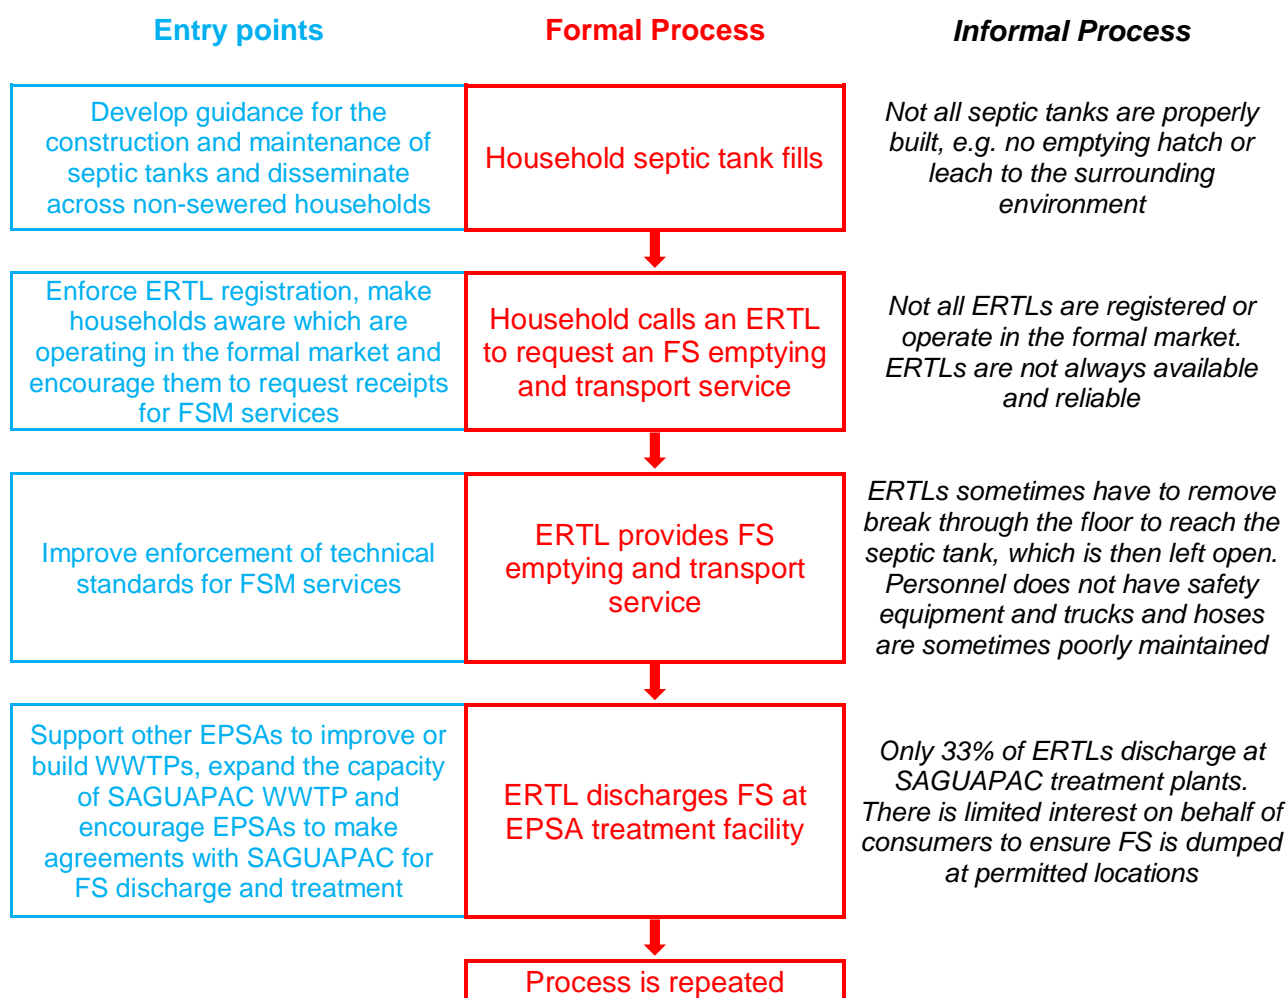 Entry points
Formal Process
Informal Process
Develop guidance for the
construction and maintenance of
septic tanks and disseminate
across non-sewered households
Household septic tank fills
Not all septic tanks are properly
built, e.g. no emptying hatch or
leach to the surrounding
environment
Enforce ERTL registration, make
households aware which are
operating in the formal market and
encourage them to request receipts
for FSM services
Household calls an ERTL
to request an FS emptying
and transport service
Not all ERTLs are registered or
operate in the formal market.
ERTLs are not always available
and reliable
Improve enforcement of technical
standards for FSM services
ERTL provides FS
emptying and transport
service
ERTLs sometimes have to remove
break through the floor to reach the
septic tank, which is then left open.
Personnel does not have safety
equipment and trucks and hoses
are sometimes poorly maintained
Support other EPSAs to improve or
build WWTPs, expand the capacity
of SAGUAPAC WWTP and
encourage EPSAs to make
agreements with SAGUAPAC for
FS discharge and treatment
ERTL discharges FS at
EPSA treatment facility
Only 33% of ERTLs discharge at
SAGUAPAC treatment plants.
There is limited interest on behalf of
consumers to ensure FS is dumped
at permitted locations
Process is repeated